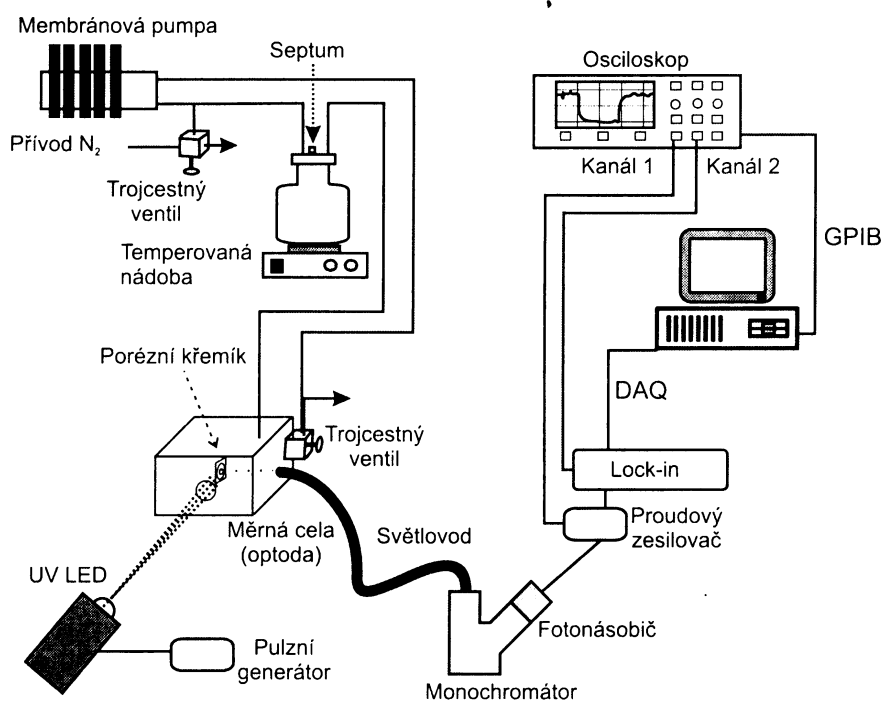 Membránová pumpa
Septum
Přívod N₂
Trojcestný
ventil
Temperovaná
nádoba
Osciloskop
Kanál 1
Kanál 2
GPIB
DAQ
Porézní křemík
Trojcestný
ventil
Lock-in
Proudový
zesilovač
Měrná cela
(optoda)
Světlovod
UV LED
Pulzní
generátor
Fotonásobič
Monochromátor